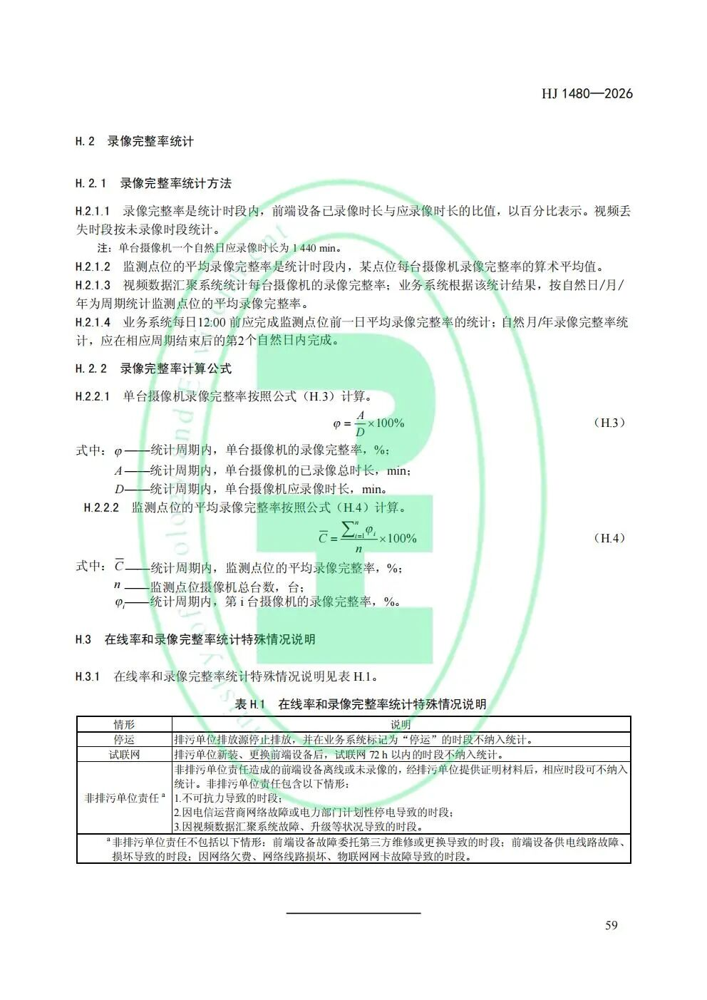 HJ 1480—2026
H.2 录像完整率统计
H.2.1 录像完整率统计方法
H.2.1.1 录像完整率是统计时段内，前端设备已录像时长与应录像时长的比值，以百分比表示。视频丢
失时段按未录像时段统计。
注：单台摄像机一个自然日应录像时长为 1 440 min。
H.2.1.2 监测点位的平均录像完整率是统计时段内，某点位每台摄像机录像完整率的算术平均值。
H.2.1.3 视频数据汇聚系统统计每台摄像机的录像完整率；业务系统根据该统计结果，按自然日/月/
年为周期统计监测点位的平均录像完整率。
H.2.1.4 业务系统每日12:00 前应完成监测点位前一日平均录像完整率的统计；自然月/年录像完整率统
计，应在相应周期结束后的第2个自然日内完成。
H.2.2 录像完整率计算公式
H.2.2.1 单台摄像机录像完整率按照公式（H.3）计算。
φ = A/D ×100% （H.3）
式中：φ ——统计周期内，单台摄像机的录像完整率，%；
A ——统计周期内，单台摄像机的已录像总时长，min；
D——统计周期内，单台摄像机应录像时长，min。
H.2.2.2 监测点位的平均录像完整率按照公式（H.4）计算。
C̅ = ∑ⁿᵢ₌₁φᵢ/n ×100% （H.4）
式中：C̅——统计周期内，监测点位的平均录像完整率，%；
n ——监测点位摄像机总台数，台；
φᵢ——统计周期内，第 i 台摄像机的录像完整率，%。
H.3 在线率和录像完整率统计特殊情况说明
H.3.1 在线率和录像完整率统计特殊情况说明见表 H.1。
表 H.1 在线率和录像完整率统计特殊情况说明
情形 说明
停运 排污单位排放源停止排放，并在业务系统标记为“停运”的时段不纳入统计。
试联网 排污单位新装、更换前端设备后，试联网 72 h 以内的时段不纳入统计。
非排污单位责任 ᵃ
非排污单位责任造成的前端设备离线或未录像的，经排污单位提供证明材料后，相应时段可不纳入
统计。非排污单位责任包含以下情形：
1.不可抗力导致的时段；
2.因电信运营商网络故障或电力部门计划性停电导致的时段；
3.因视频数据汇聚系统故障、升级等状况导致的时段。
ᵃ 非排污单位责任不包括以下情形：前端设备故障委托第三方维修或更换导致的时段；前端设备供电线路故障、
损坏导致的时段；因网络欠费、网络线路损坏、物联网网卡故障导致的时段。
59